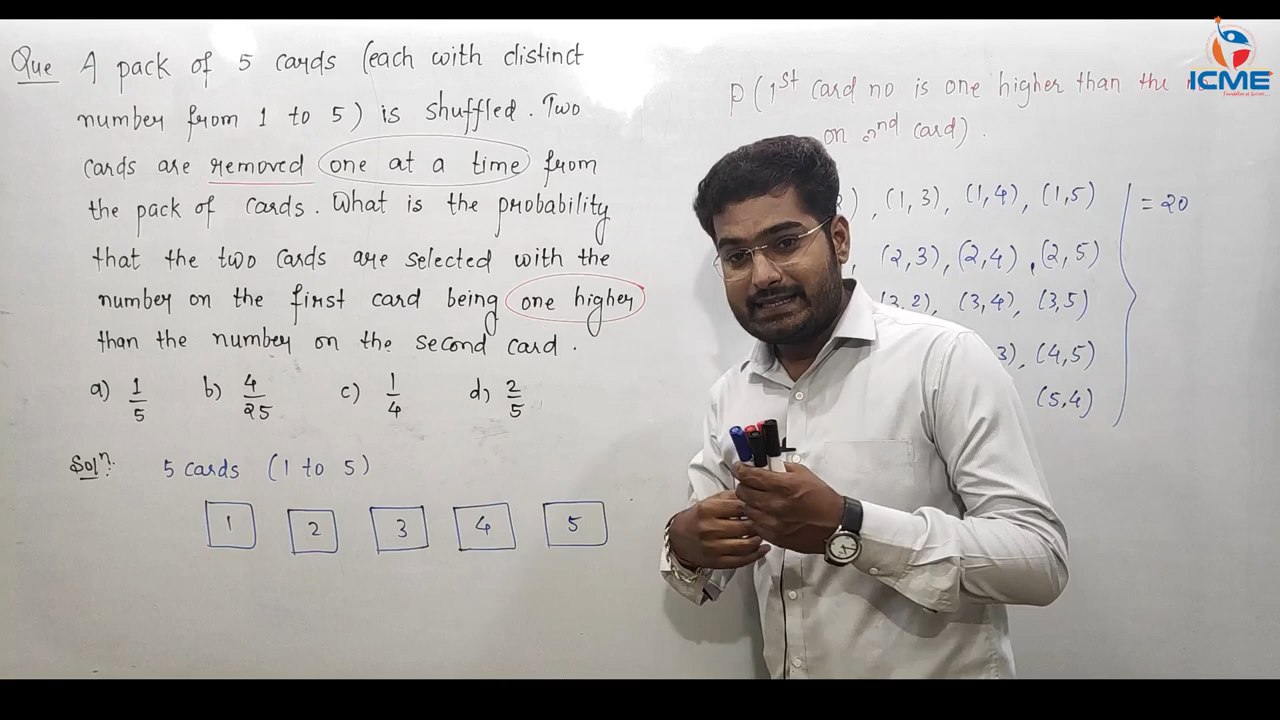 Que A pack of 5 cards (each with distinct
number from 1 to 5) is shuffled. Two
cards are removed one at a time from
the pack of cards. What is the probability
that the two cards are selected with the
number on the first card being one higher
than the number on the second card.
a) 1/5 b) 4/25 c) 1/4 d) 2/5
Solⁿ: 5 cards (1 to 5)
1 2 3 4 5
P(1st card no is one higher than the
on 2nd card).
, (1,3), (1,4), (1,5)
(2,3), (2,4), (2,5)
(3,4), (3,5)
(4,5)
(5,4)
= 20
ICME